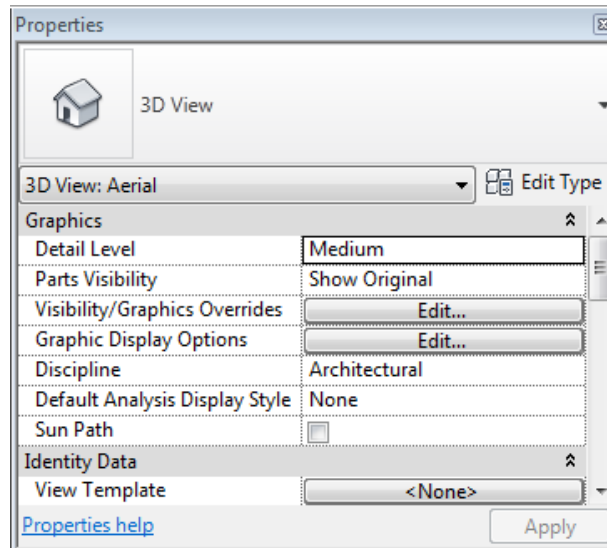 Properties
3D View
3D View: Aerial Edit Type
Graphics
Detail Level Medium
Parts Visibility Show Original
Visibility/Graphics Overrides Edit...
Graphic Display Options Edit...
Discipline Architectural
Default Analysis Display Style None
Sun Path
Identity Data
View Template <None>
Properties help Apply